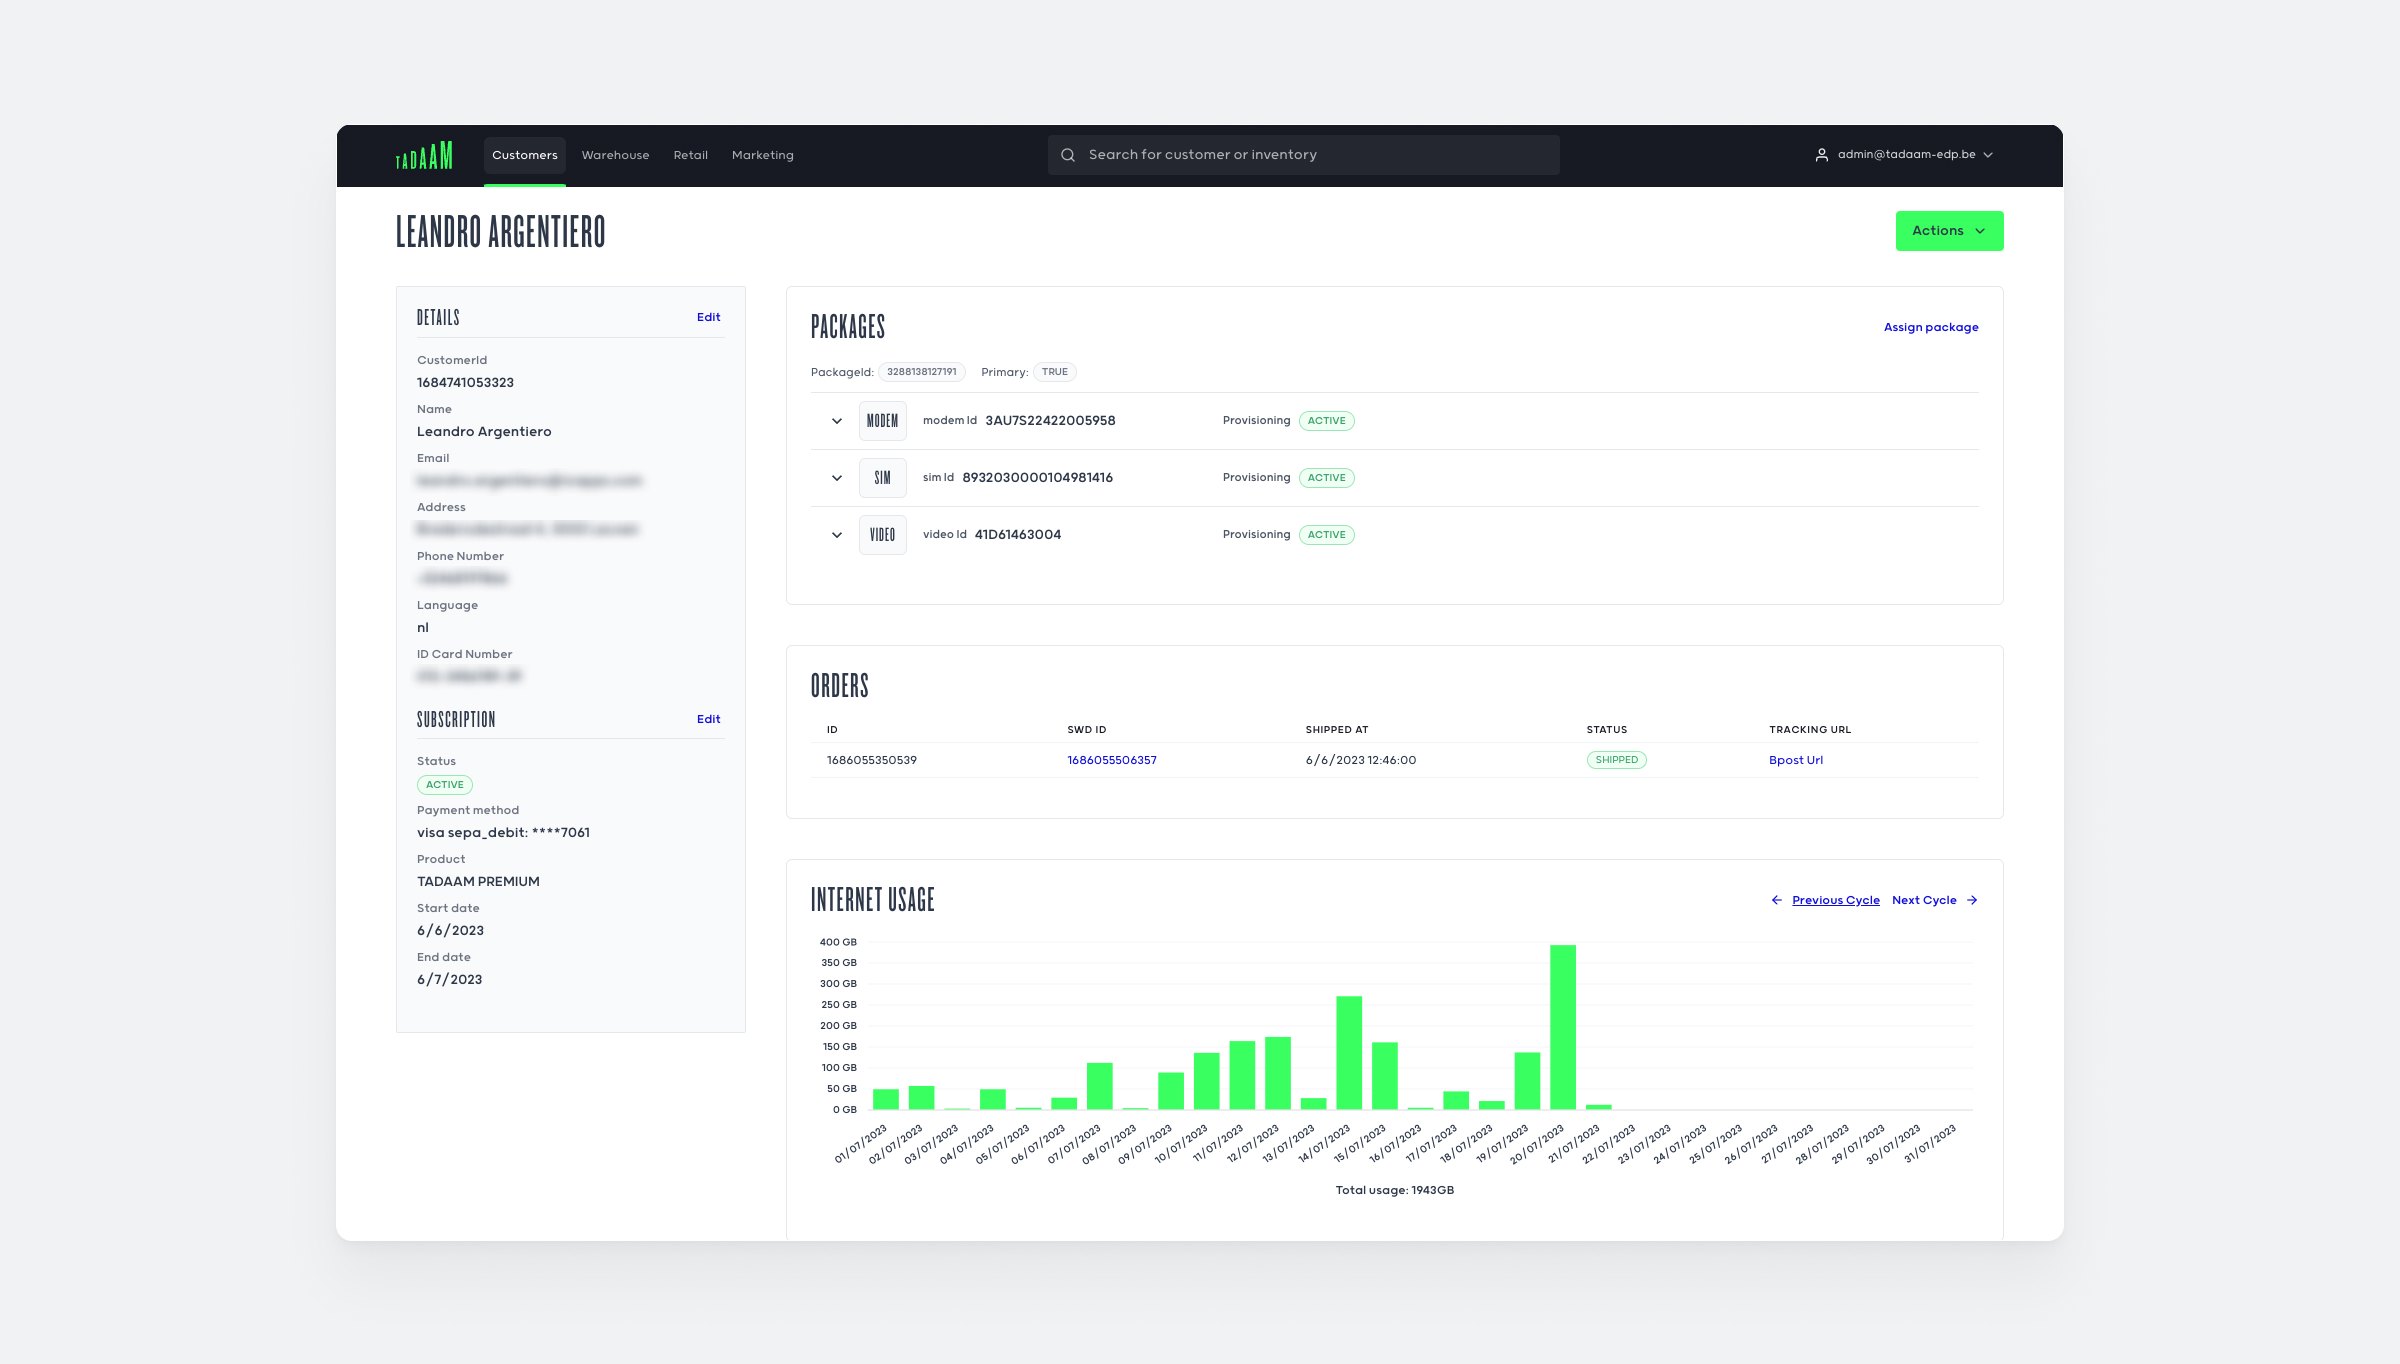 TADAAM
Customers Warehouse Retail Marketing
Search for customer or inventory
admin@tadaam-edp.be
LEANDRO ARGENTIERO
Actions
DETAILS Edit
CustomerId
1684741053323
Name
Leandro Argentiero
Email
Address
Phone Number
Language
nl
ID Card Number
SUBSCRIPTION Edit
Status
ACTIVE
Payment method
visa sepa_debit: ****7061
Product
TADAAM PREMIUM
Start date
6/6/2023
End date
6/7/2023
PACKAGES Assign package
PackageId: 3288138127191 Primary: TRUE
MODEM modem Id 3AU7S22422005958 Provisioning ACTIVE
SIM sim Id 8932030000104981416 Provisioning ACTIVE
VIDEO video Id 41D61463004 Provisioning ACTIVE
ORDERS
ID SWD ID SHIPPED AT STATUS TRACKING URL
1686055350539 1686055506357 6/6/2023 12:46:00 SHIPPED Bpost Url
INTERNET USAGE Previous Cycle Next Cycle
400 GB
350 GB
300 GB
250 GB
200 GB
150 GB
100 GB
50 GB
0 GB
01/07/2023 02/07/2023 03/07/2023 04/07/2023 05/07/2023 06/07/2023 07/07/2023 08/07/2023 09/07/2023 10/07/2023 11/07/2023 12/07/2023 13/07/2023 14/07/2023 15/07/2023 16/07/2023 17/07/2023 18/07/2023 19/07/2023 20/07/2023 21/07/2023 22/07/2023 23/07/2023 24/07/2023 25/07/2023 26/07/2023 27/07/2023 28/07/2023 29/07/2023 30/07/2023 31/07/2023
Total usage: 1943GB